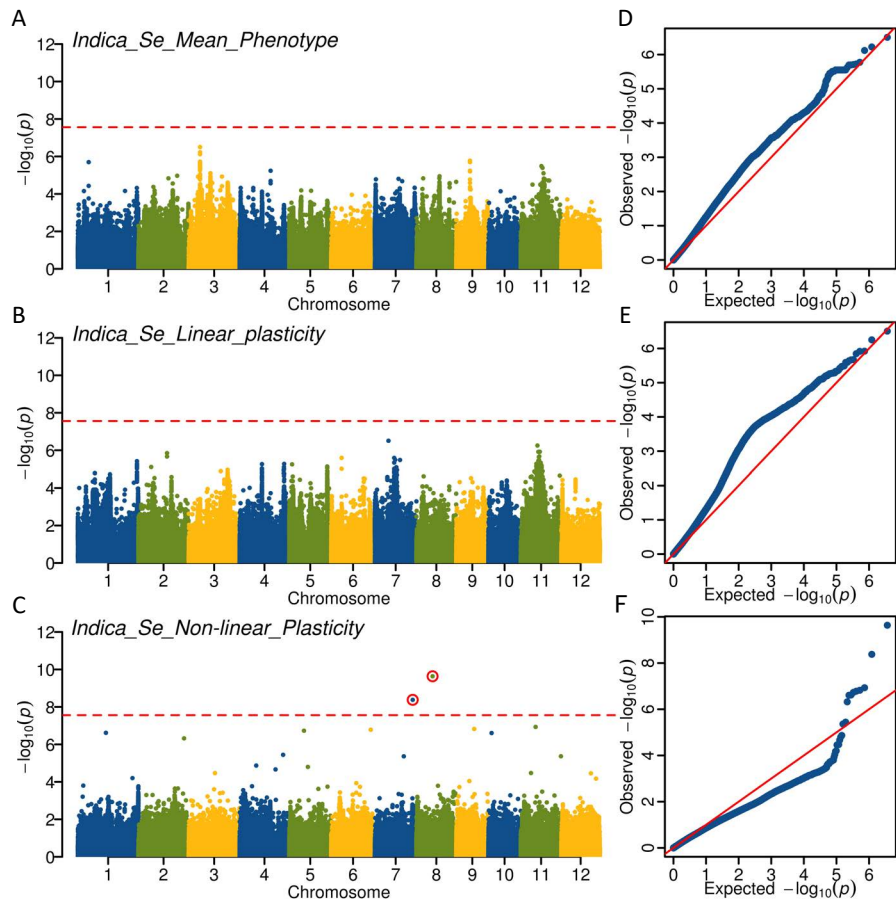 A
Indica_Se_Mean_Phenotype
12
10
8
6
4
2
0
−log10(p)
1 2 3 4 5 6 7 8 9 10 11 12
Chromosome
D
6
5
4
3
2
1
0
Observed −log10(p)
0 1 2 3 4 5 6
Expected −log10(p)
B
Indica_Se_Linear_plasticity
12
10
8
6
4
2
0
−log10(p)
1 2 3 4 5 6 7 8 9 10 11 12
Chromosome
E
6
5
4
3
2
1
0
Observed −log10(p)
0 1 2 3 4 5 6
Expected −log10(p)
C
Indica_Se_Non-linear_Plasticity
12
10
8
6
4
2
0
−log10(p)
1 2 3 4 5 6 7 8 9 10 11 12
Chromosome
F
10
8
6
4
2
0
Observed −log10(p)
0 1 2 3 4 5 6
Expected −log10(p)